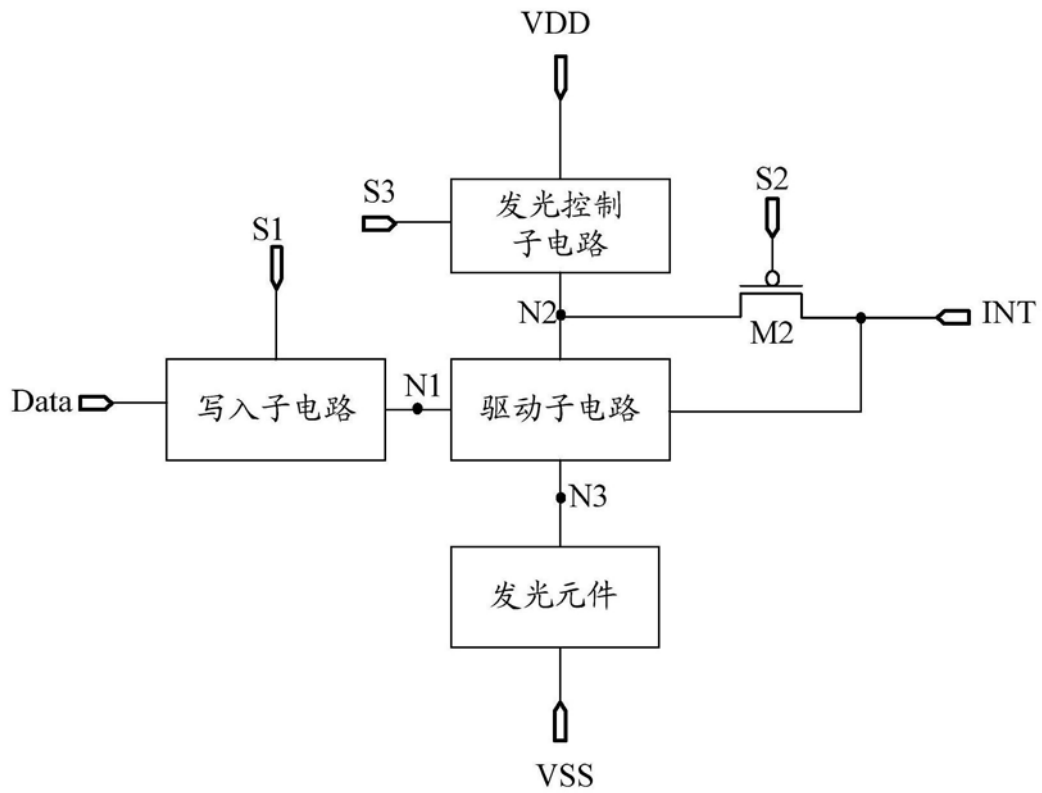 VDD
S3
发光控制
子电路
S2
S1
N2
M2
INT
Data
写入子电路
N1
驱动子电路
N3
发光元件
VSS